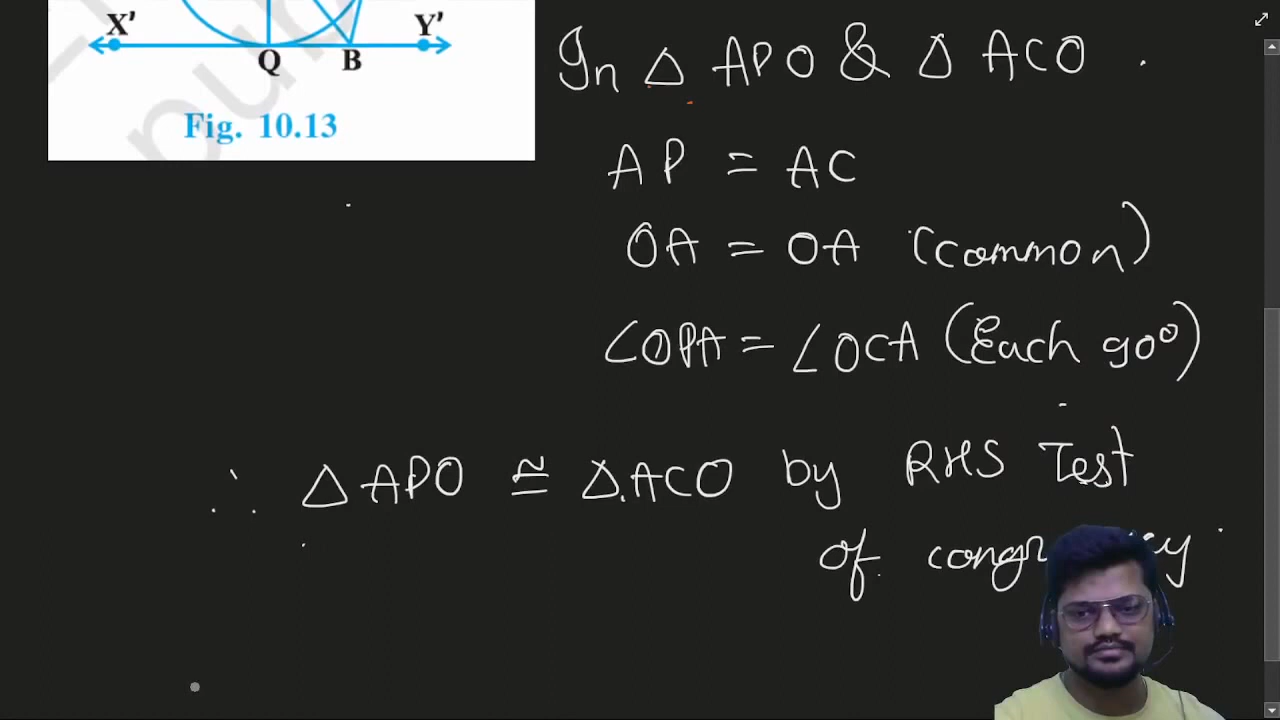 X' Y'
Q B
Fig. 10.13
In △ APO & △ ACO .
AP = AC
OA = OA (common)
∠OPA = ∠OCA (Each 90°)
∴ △APO ≅ △ACO by RHS Test
of